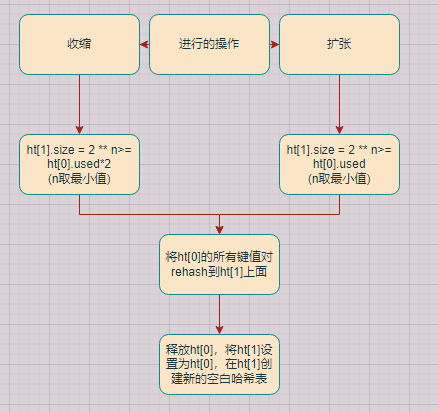 收缩
进行的操作
扩张
ht[1].size = 2 ** n>=
ht[0].used*2
(n取最小值)
ht[1].size = 2 ** n>=
ht[0].used
(n取最小值)
将ht[0]的所有键值对
rehash到ht[1]上面
释放ht[0]，将ht[1]设
置为ht[0]，在ht[1]创
建新的空白哈希表